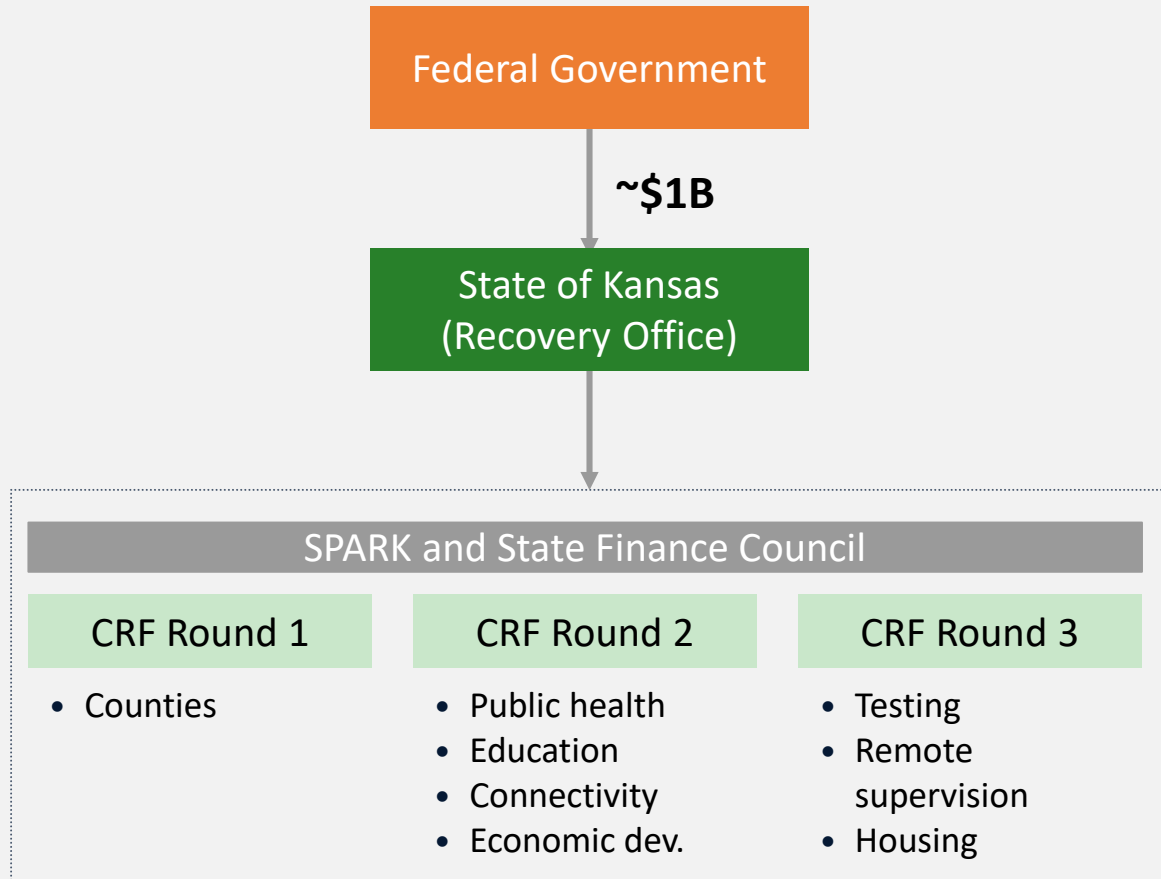 Federal Government
~$1B
State of Kansas
(Recovery Office)
SPARK and State Finance Council
CRF Round 1
CRF Round 2
CRF Round 3
• Counties
• Public health
• Education
• Connectivity
• Economic dev.
• Testing
• Remote
supervision
• Housing